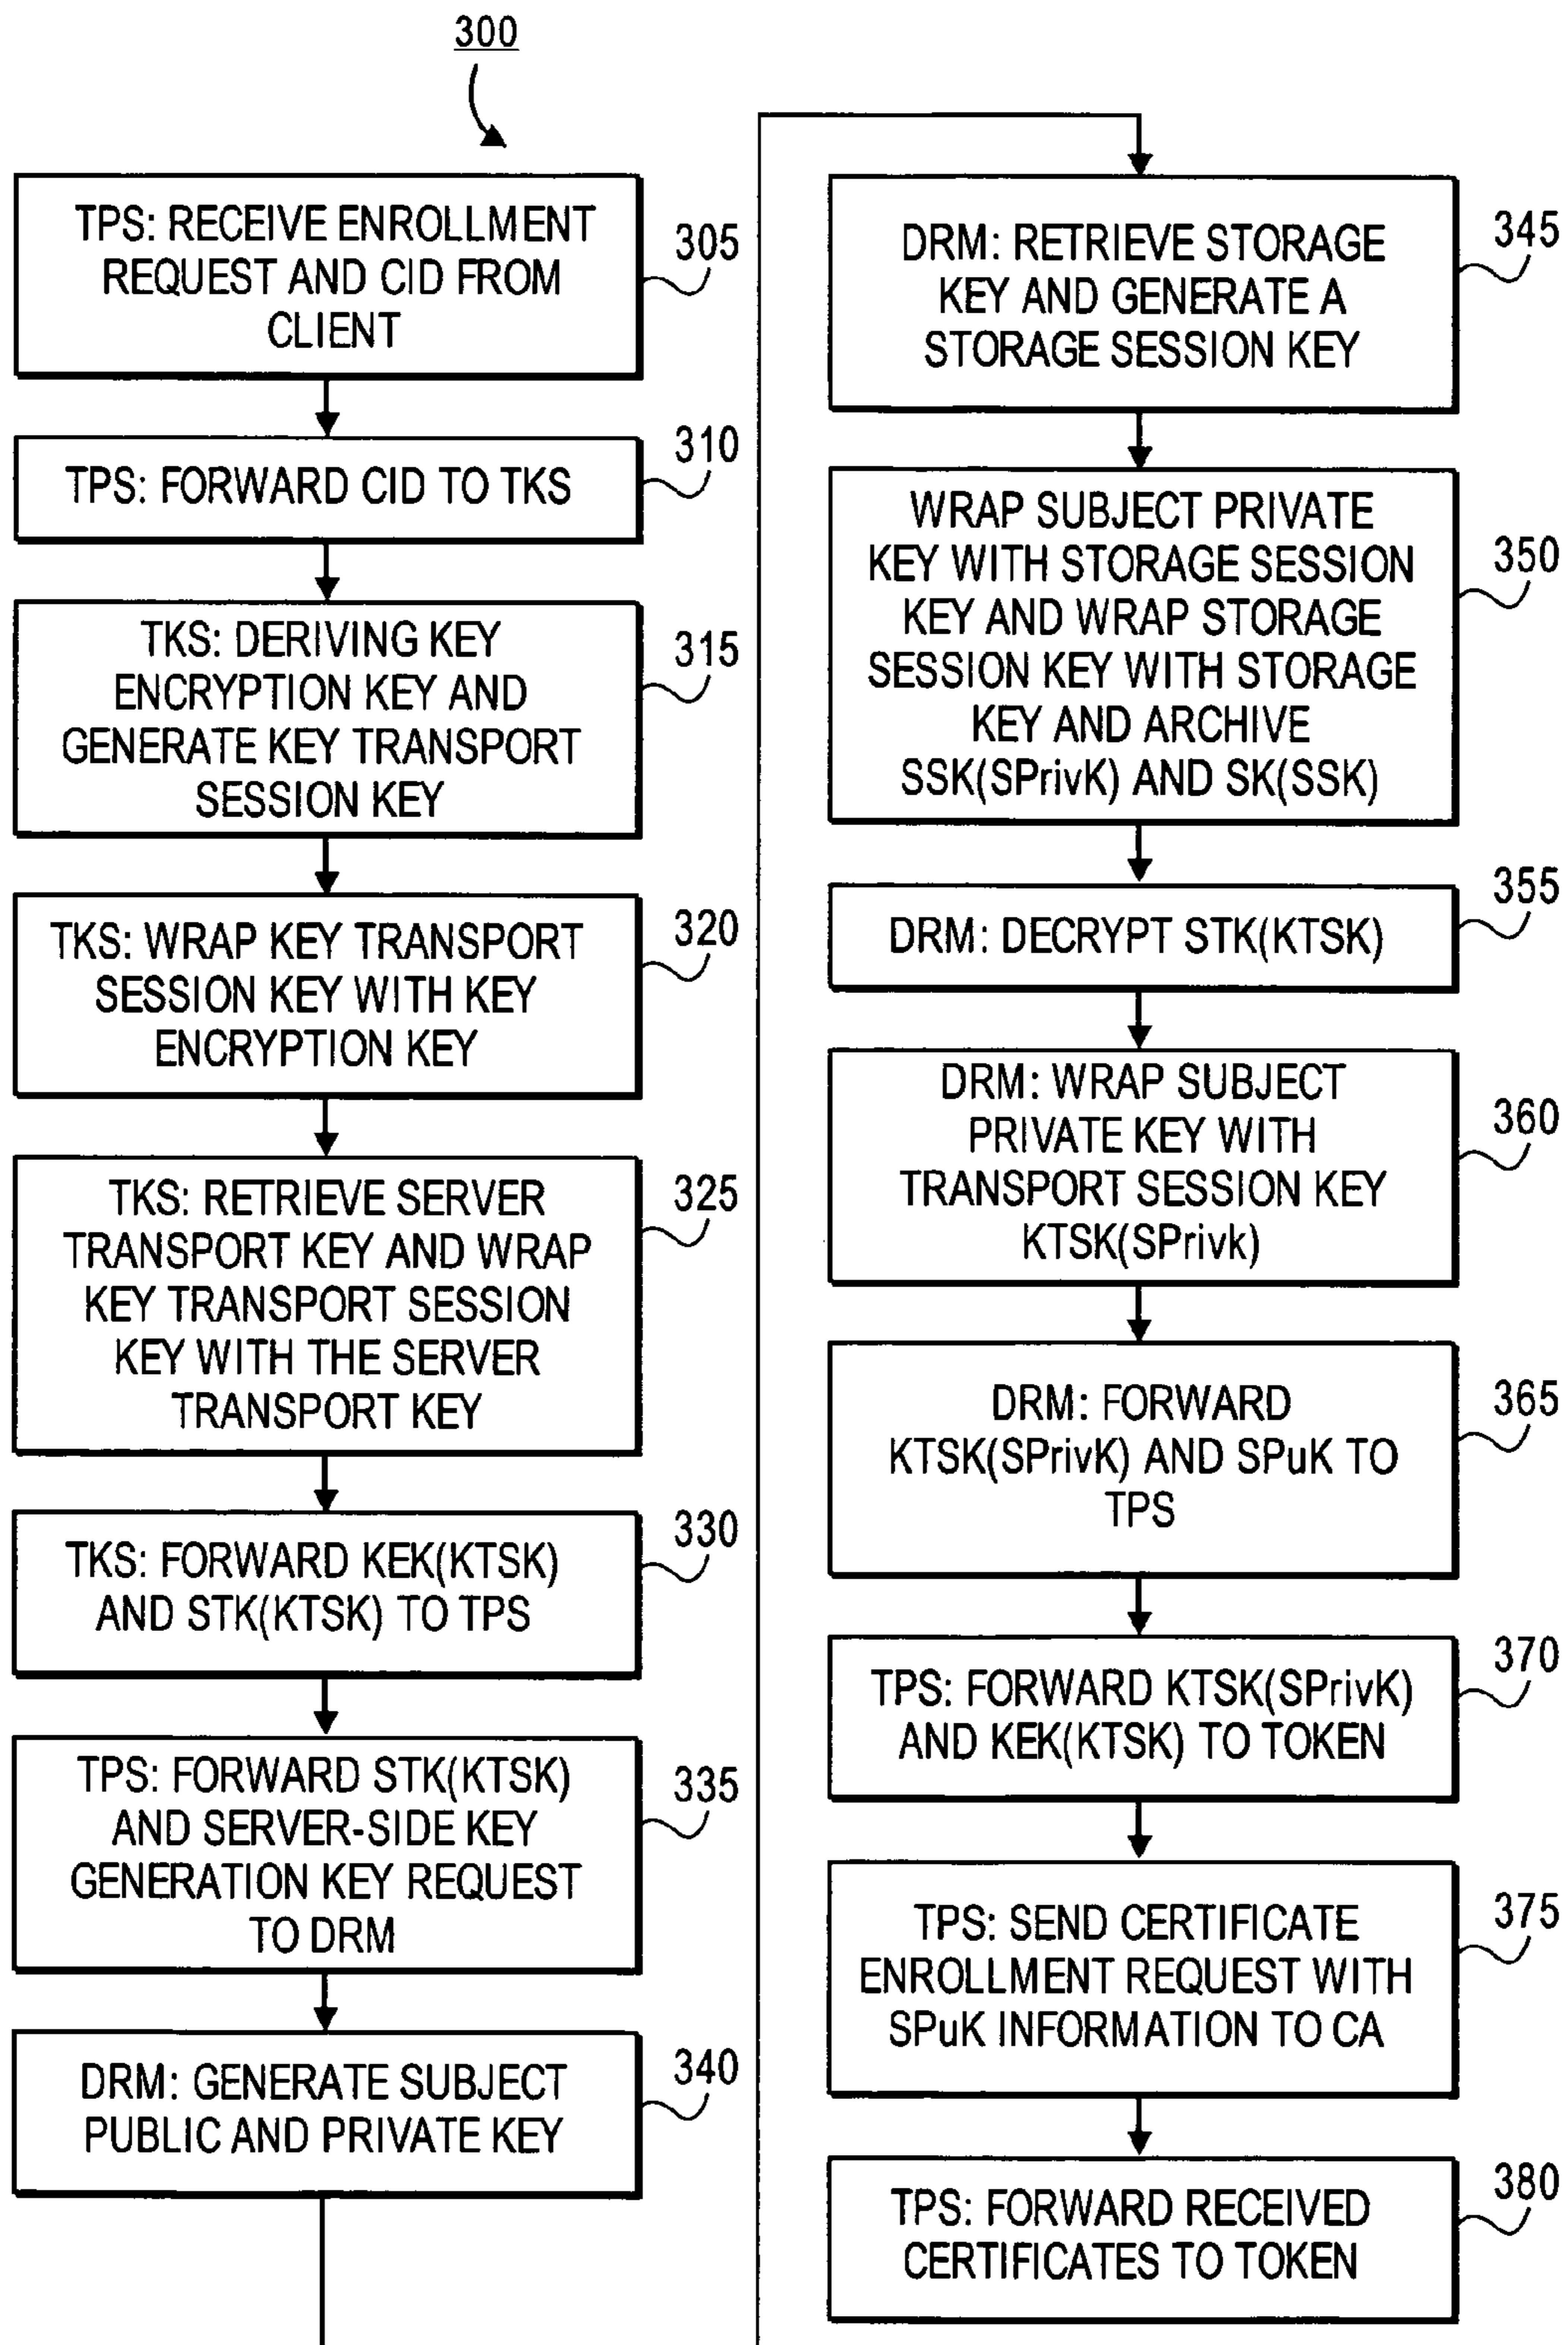 300
TPS: RECEIVE ENROLLMENT
REQUEST AND CID FROM
CLIENT
305
TPS: FORWARD CID TO TKS
310
TKS: DERIVING KEY
ENCRYPTION KEY AND
GENERATE KEY TRANSPORT
SESSION KEY
315
TKS: WRAP KEY TRANSPORT
SESSION KEY WITH KEY
ENCRYPTION KEY
320
TKS: RETRIEVE SERVER
TRANSPORT KEY AND WRAP
KEY TRANSPORT SESSION
KEY WITH THE SERVER
TRANSPORT KEY
325
TKS: FORWARD KEK(KTSK)
AND STK(KTSK) TO TPS
330
TPS: FORWARD STK(KTSK)
AND SERVER-SIDE KEY
GENERATION KEY REQUEST
TO DRM
335
DRM: GENERATE SUBJECT
PUBLIC AND PRIVATE KEY
340
DRM: RETRIEVE STORAGE
KEY AND GENERATE A
STORAGE SESSION KEY
345
WRAP SUBJECT PRIVATE
KEY WITH STORAGE SESSION
KEY AND WRAP STORAGE
SESSION KEY WITH STORAGE
KEY AND ARCHIVE
SSK(SPrivK) AND SK(SSK)
350
DRM: DECRYPT STK(KTSK)
355
DRM: WRAP SUBJECT
PRIVATE KEY WITH
TRANSPORT SESSION KEY
KTSK(SPrivk)
360
DRM: FORWARD
KTSK(SPrivK) AND SPuK TO
TPS
365
TPS: FORWARD KTSK(SPrivK)
AND KEK(KTSK) TO TOKEN
370
TPS: SEND CERTIFICATE
ENROLLMENT REQUEST WITH
SPuK INFORMATION TO CA
375
TPS: FORWARD RECEIVED
CERTIFICATES TO TOKEN
380